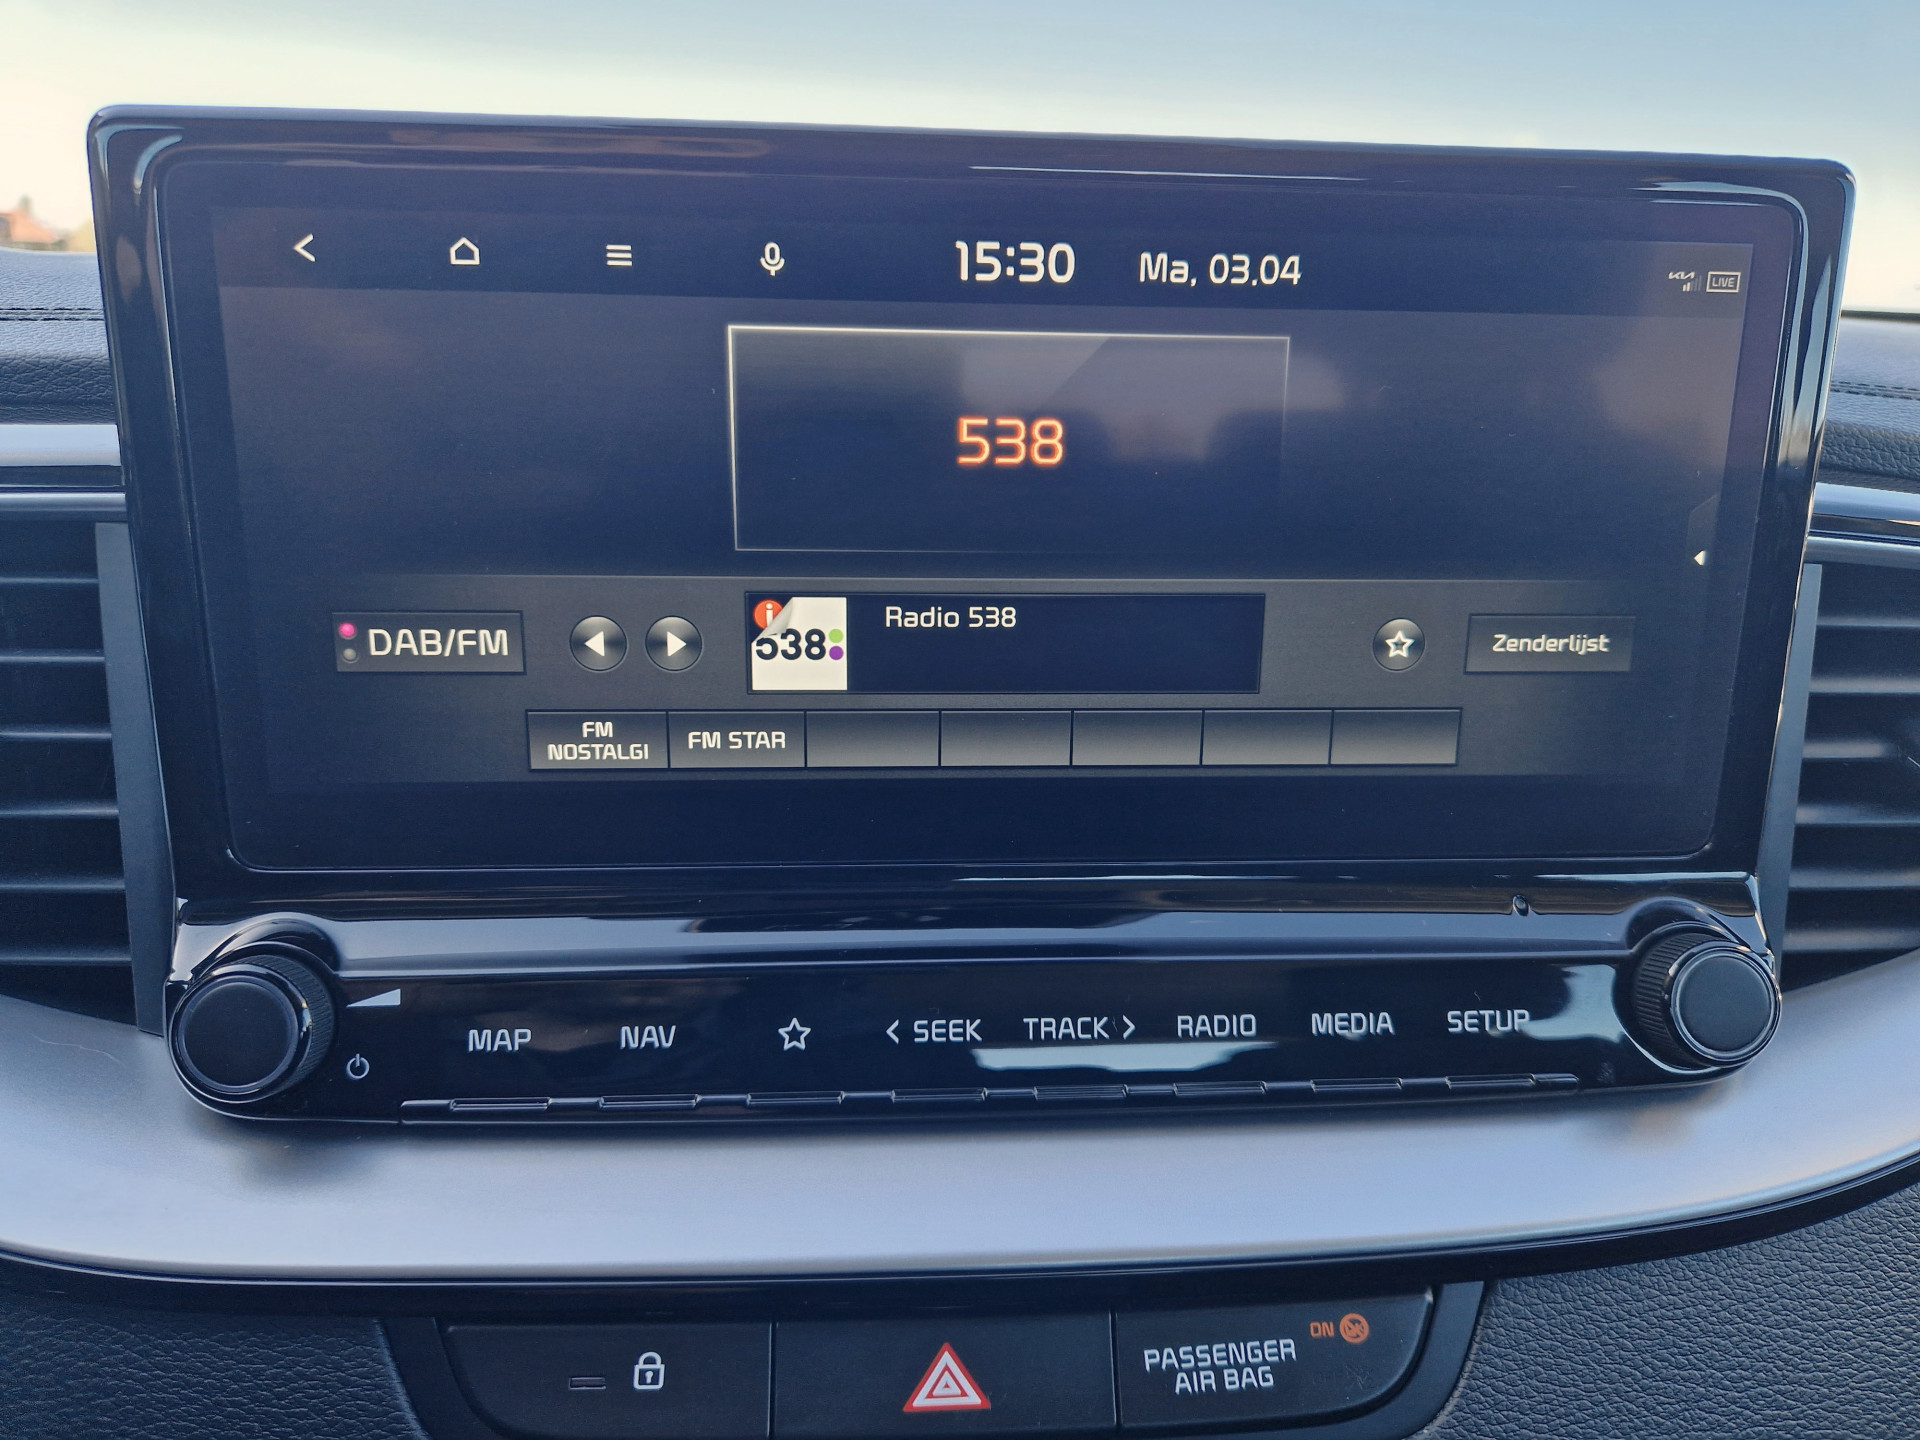 15:30 Ma, 03.04
LIVE
538
DAB/FM
538
Radio 538
Zenderlijst
FM
NOSTALGI
FM STAR
MAP NAV < SEEK TRACK > RADIO MEDIA SETUP
PASSENGER
AIR BAG
ON